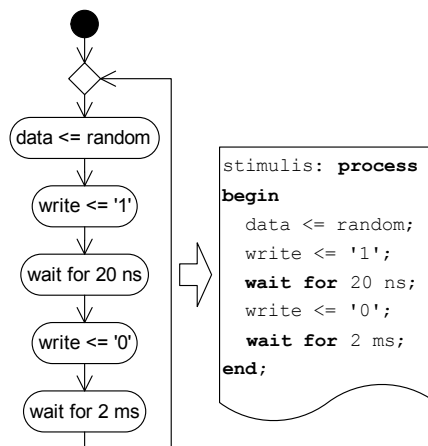 data <= random
write <= '1'
wait for 20 ns
write <= '0'
wait for 2 ms
stimulis: process
begin
data <= random;
write <= '1';
wait for 20 ns;
write <= '0';
wait for 2 ms;
end;